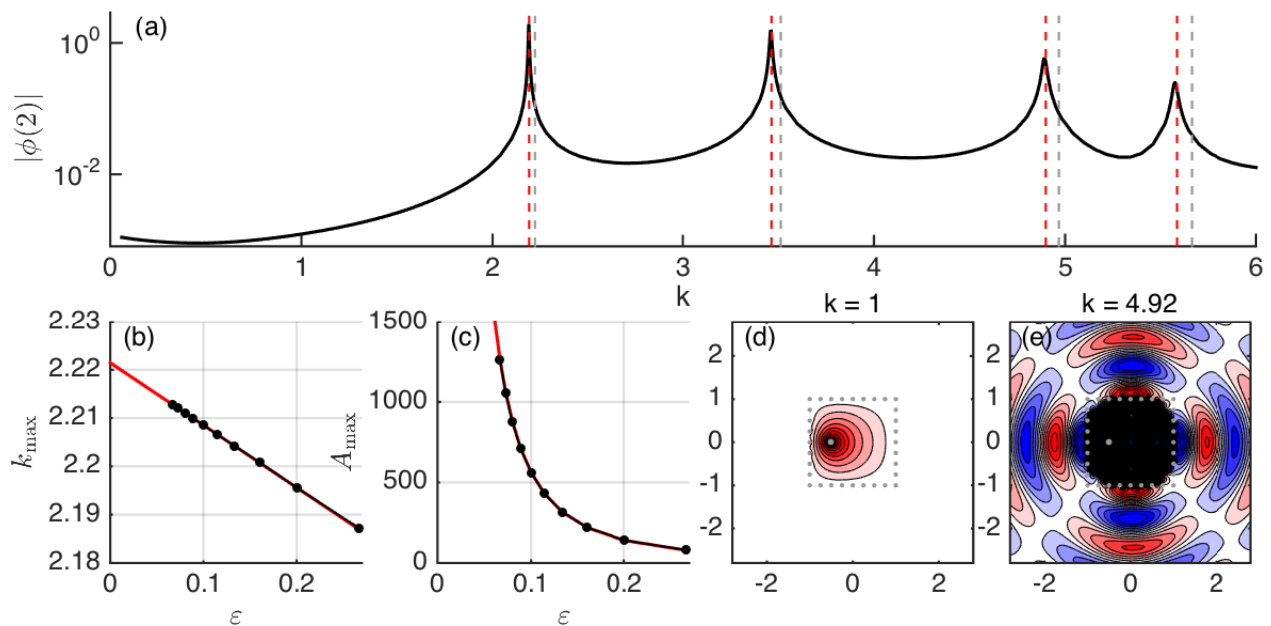 (a)
10^0
10^-2
|ϕ(2)|
0 1 2 3 4 5 6
k
(b)
2.23
2.22
2.21
2.2
2.19
2.18
k_max
0 0.1 0.2
ε
(c)
1500
1000
500
0
A_max
0 0.1 0.2
ε
k = 1
(d)
2
1
0
-1
-2
-2 0 2
k = 4.92
(e)
2
1
0
-1
-2
-2 0 2